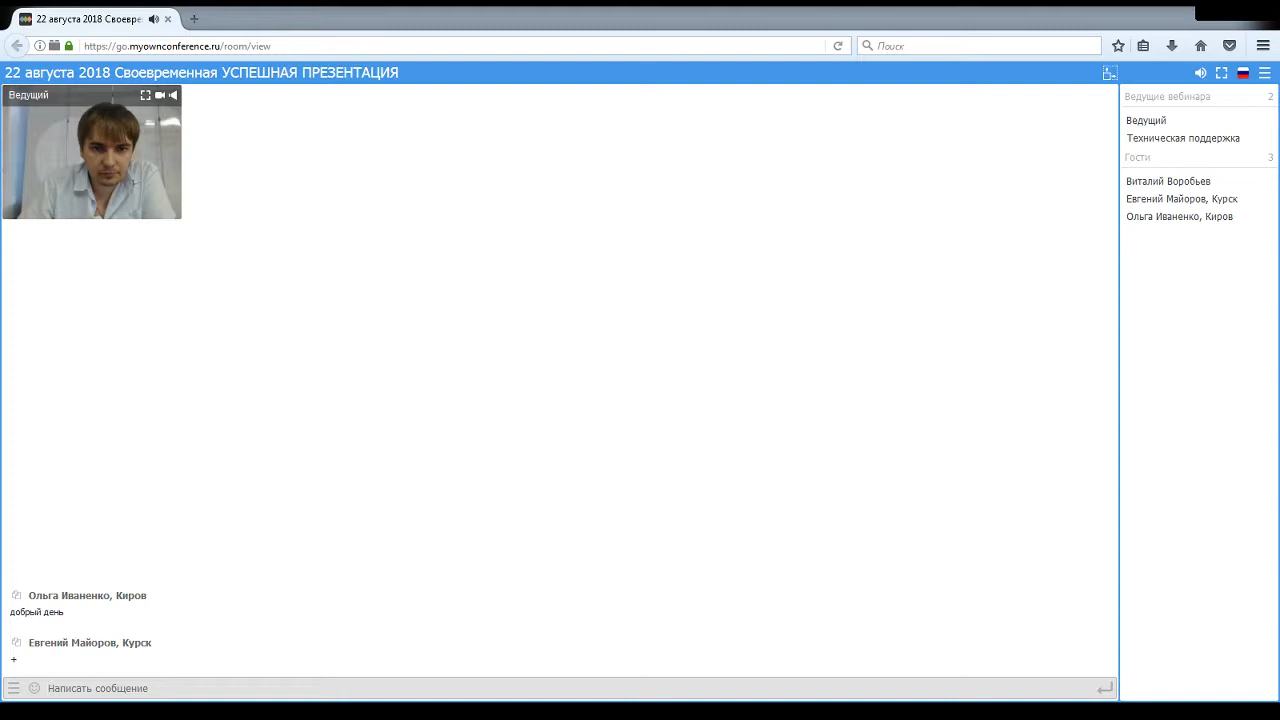 22 августа 2018 Своевре
https://go.myownconference.ru/room/view
Поиск
22 августа 2018 Своевременная УСПЕШНАЯ ПРЕЗЕНТАЦИЯ
Ведущий
Ведущие вебинара 2
Ведущий
Техническая поддержка
Гости 3
Виталий Воробьев
Евгений Майоров, Курск
Ольга Иваненко, Киров
Ольга Иваненко, Киров
добрый день
Евгений Майоров, Курск
+
Написать сообщение